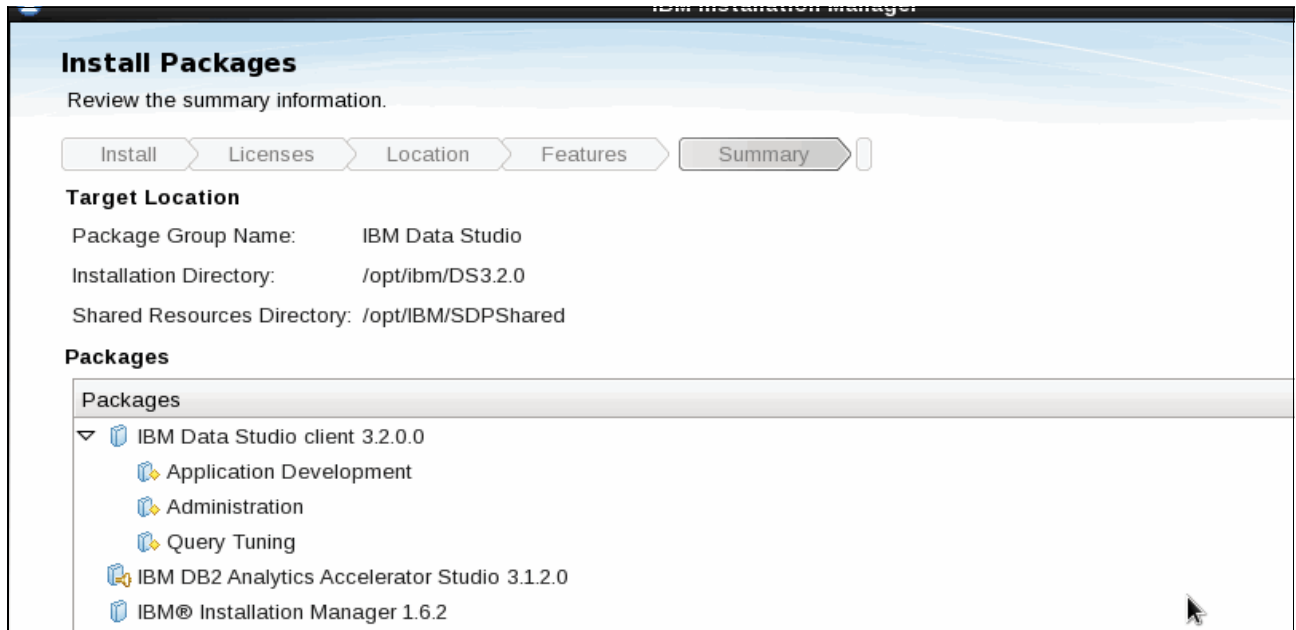 IBM Installation Manager
Install Packages
Review the summary information.
Install Licenses Location Features Summary
Target Location
Package Group Name: IBM Data Studio
Installation Directory: /opt/ibm/DS3.2.0
Shared Resources Directory: /opt/IBM/SDPShared
Packages
Packages
IBM Data Studio client 3.2.0.0
Application Development
Administration
Query Tuning
IBM DB2 Analytics Accelerator Studio 3.1.2.0
IBM® Installation Manager 1.6.2